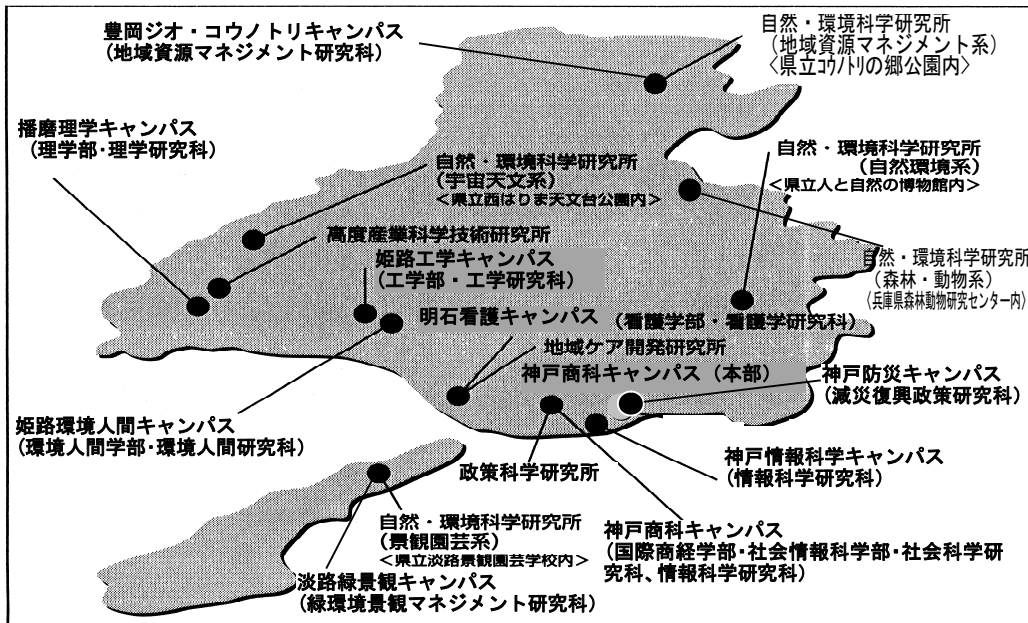 豊岡ジオ・コウノトリキャンパス
(地域資源マネジメント研究科)
自然・環境科学研究所
(地域資源マネジメント系)
〈県立コウノトリの郷公園内〉
播磨理学キャンパス
(理学部・理学研究科)
自然・環境科学研究所
(宇宙天文系)
<県立西はりま天文台公園内>
自然・環境科学研究所
(自然環境系)
<県立人と自然の博物館内>
高度産業科学技術研究所
姫路工学キャンパス
(工学部・工学研究科)
自然・環境科学研究所
(森林・動物系)
〈兵庫県森林動物研究センター内〉
明石看護キャンパス (看護学部・看護学研究科)
地域ケア開発研究所
神戸商科キャンパス(本部)
神戸防災キャンパス
(減災復興政策研究科)
姫路環境人間キャンパス
(環境人間学部・環境人間研究科)
政策科学研究所
神戸情報科学キャンパス
(情報科学研究科)
自然・環境科学研究所
(景観園芸系)
<県立淡路景観園芸学校内>
神戸商科キャンパス
(国際商経学部・社会情報科学部・社会科学研
究科、情報科学研究科)
淡路緑景観キャンパス
(緑環境景観マネジメント研究科)